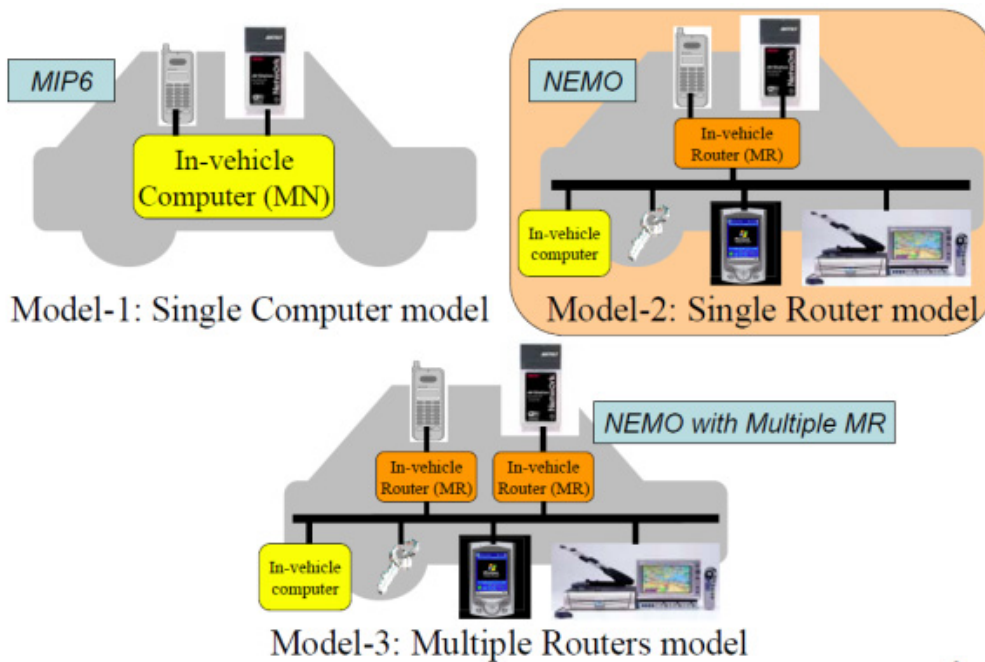 MIP6
In-vehicle
Computer (MN)
Model-1: Single Computer model
NEMO
In-vehicle
Router (MR)
In-vehicle
computer
Model-2: Single Router model
NEMO with Multiple MR
In-vehicle
Router (MR)
In-vehicle
Router (MR)
In-vehicle
computer
Model-3: Multiple Routers model